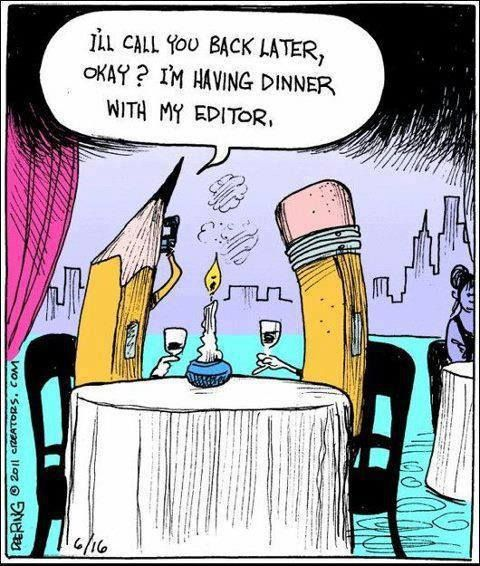 I'LL CALL YOU BACK LATER,
OKAY? I'M HAVING DINNER
WITH MY EDITOR.
DEERING © 2011 CREATORS.COM
6/16